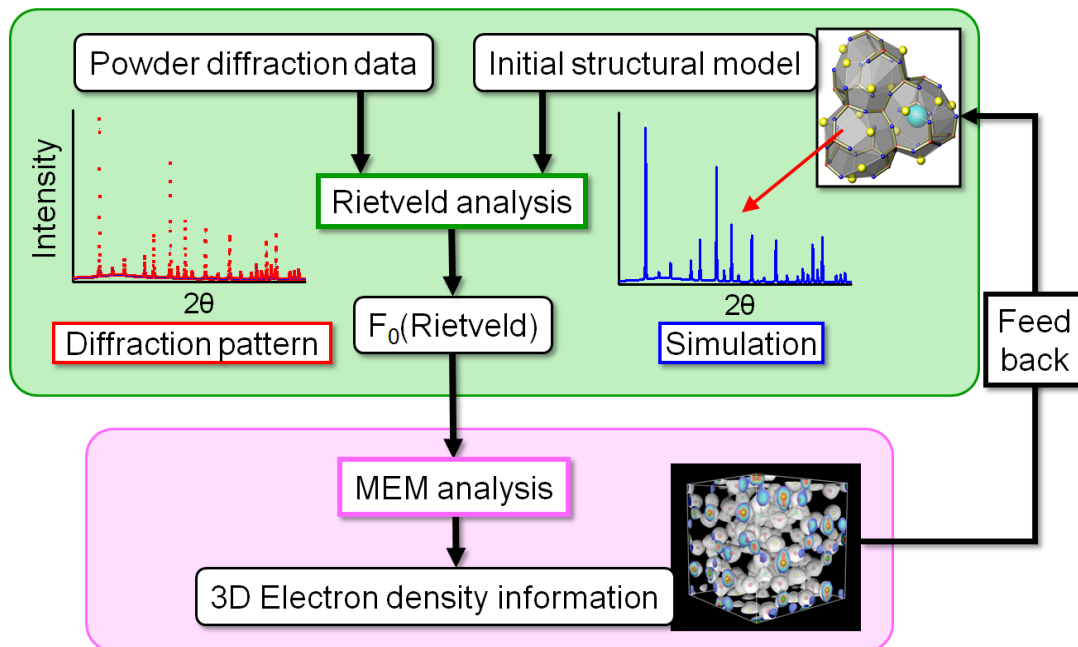 Powder diffraction data
Initial structural model
Intensity
Rietveld analysis
2θ
2θ
Diffraction pattern
F₀(Rietveld)
Simulation
Feed
back
MEM analysis
3D Electron density information